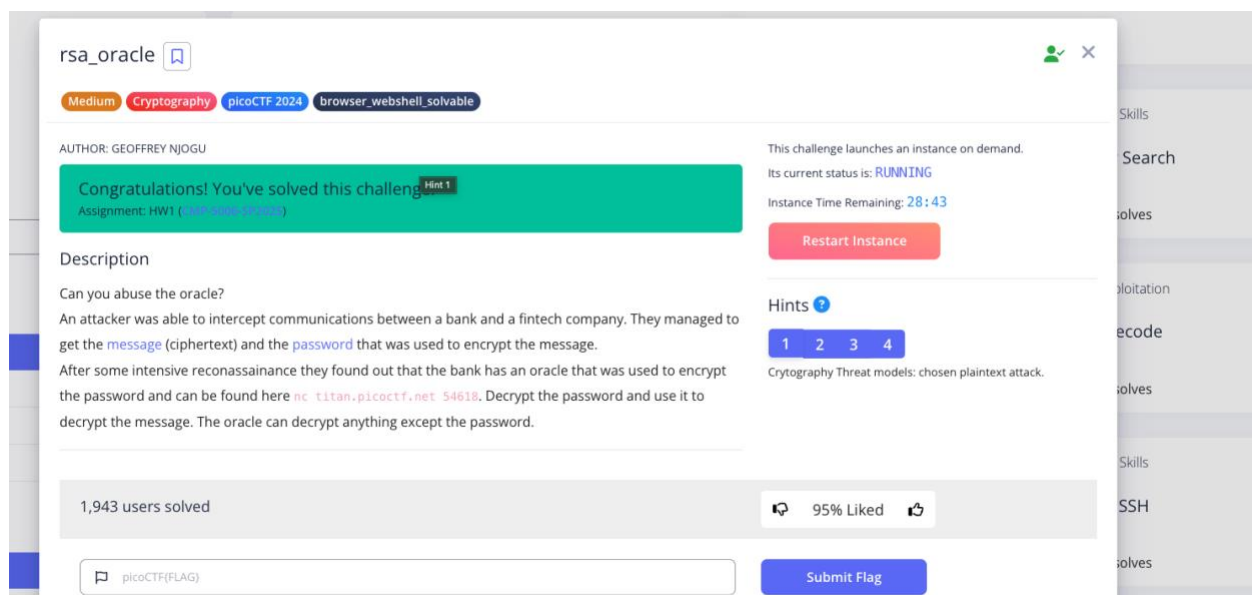 rsa_oracle
Medium Cryptography picoCTF 2024 browser_webshell_solvable
AUTHOR: GEOFFREY NJOGU
Congratulations! You've solved this challenge
Hint 1
Assignment: HW1 (CMP-5006-SP2025)
Description
Can you abuse the oracle?
An attacker was able to intercept communications between a bank and a fintech company. They managed to
get the message (ciphertext) and the password that was used to encrypt the message.
After some intensive reconassainance they found out that the bank has an oracle that was used to encrypt
the password and can be found here nc titan.picoctf.net 54618. Decrypt the password and use it to
decrypt the message. The oracle can decrypt anything except the password.
This challenge launches an instance on demand.
Its current status is: RUNNING
Instance Time Remaining: 28:43
Restart Instance
Hints ?
1 2 3 4
Crytography Threat models: chosen plaintext attack.
1,943 users solved
95% Liked
picoCTF{FLAG}
Submit Flag
Skills
Search
solves
ploitation
ecode
solves
Skills
SSH
solves